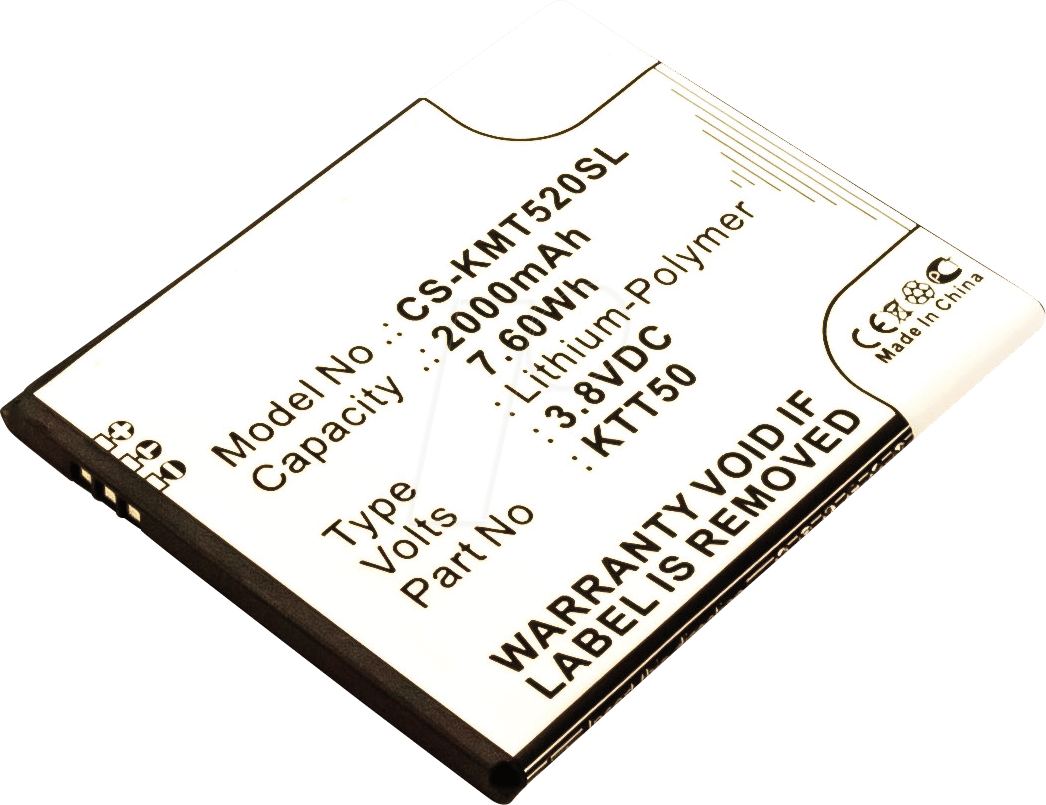 Model No .: CS-KMT520SL
Capacity .: 2000mAh
7.60Wh
Type .: Lithium-Polymer
Volts .: 3.8VDC
Part No .: KTT50
WARRANTY VOID IF
LABEL IS REMOVED
CE
Made In China